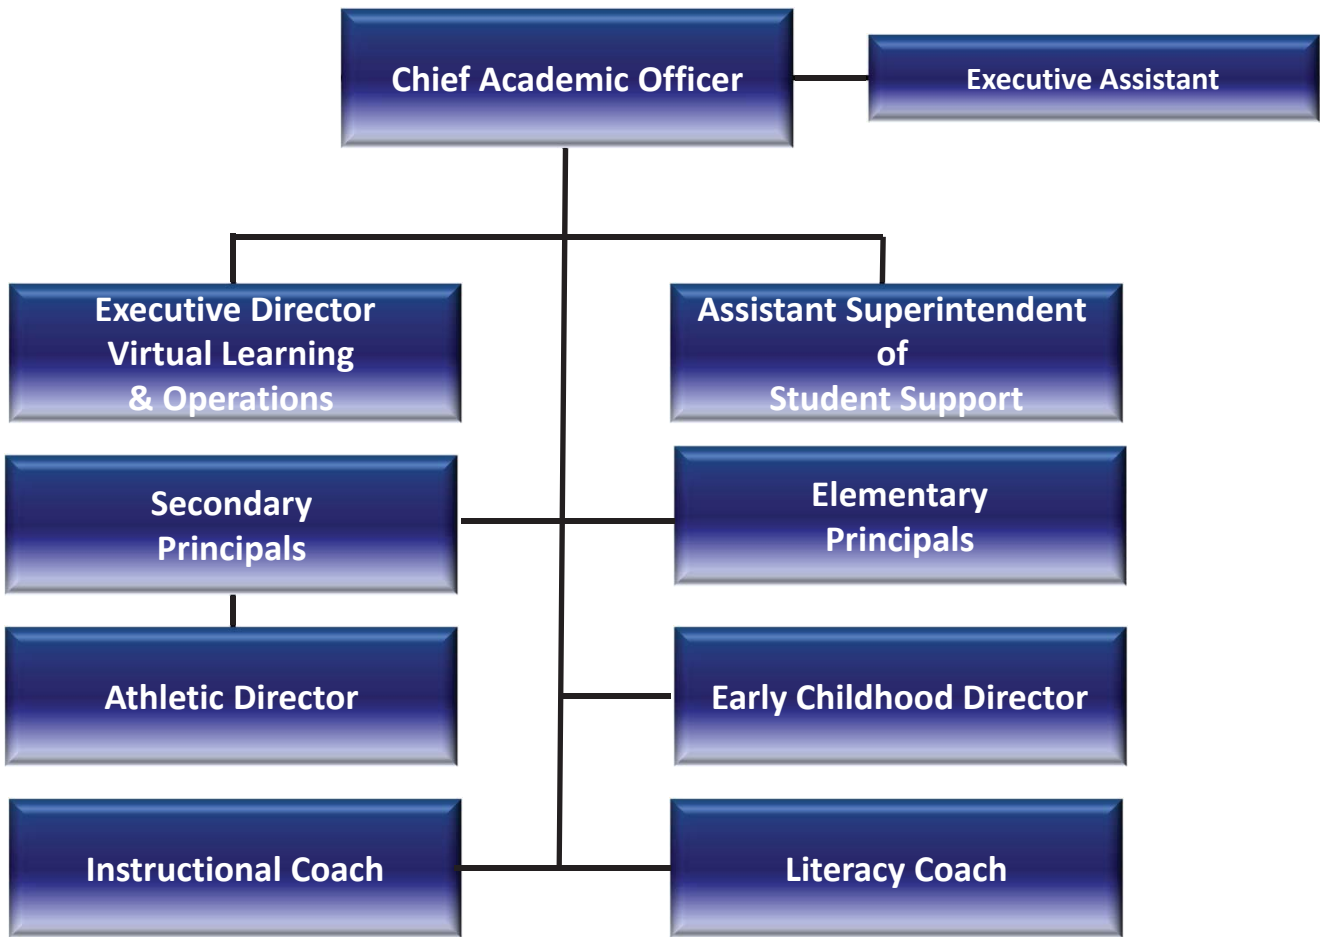 Chief Academic Officer
Executive Assistant
Executive Director
Virtual Learning
& Operations
Assistant Superintendent
of
Student Support
Secondary
Principals
Elementary
Principals
Athletic Director
Early Childhood Director
Instructional Coach
Literacy Coach